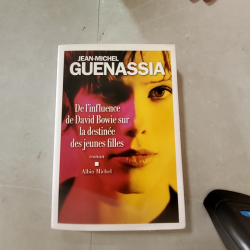 JEAN-MICHEL
GUENASSIA
De l'influence
de David Bowie sur
la destinée
des jeunes filles
roman
Albin Michel